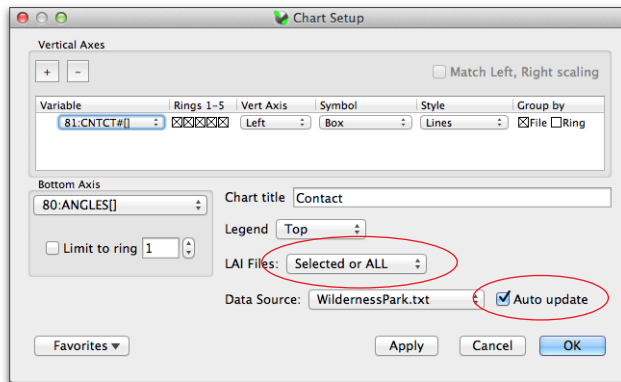 Chart Setup
Vertical Axes
+ - Match Left, Right scaling
Variable Rings 1-5 Vert Axis Symbol Style Group by
81:CNTCT#[] Left Box Lines File Ring
Bottom Axis
80:ANGLES[]
Limit to ring 1
Chart title Contact
Legend Top
LAI Files: Selected or ALL
Data Source: WildernessPark.txt Auto update
Favorites Apply Cancel OK